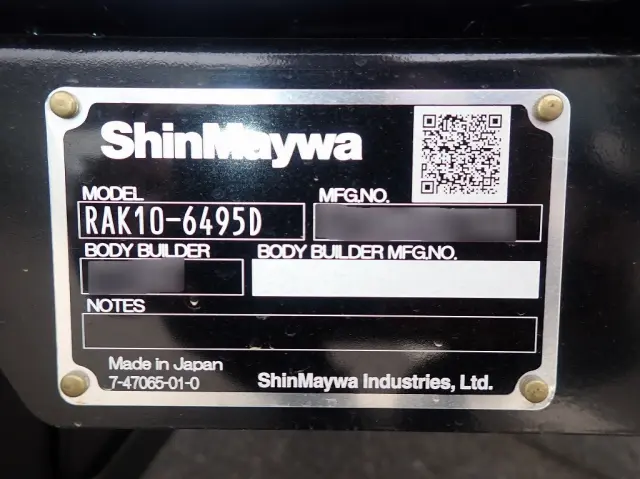 ShinMaywa
MODEL
MFG.NO.
RAK10-6495D
BODY BUILDER
BODY BUILDER MFG.NO.
NOTES
Made in Japan
7-47065-01-0
ShinMaywa Industries, Ltd.